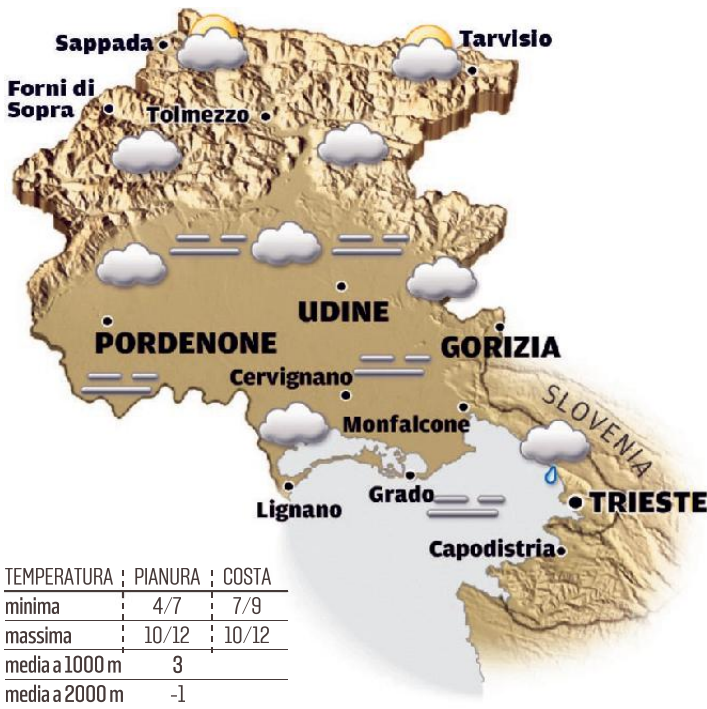 Sappada
Tarvisio
Forni di
Sopra
Tolmezzo
UDINE
PORDENONE
GORIZIA
Cervignano
SLOVENIA
Monfalcone
Lignano
Grado
TRIESTE
Capodistria
TEMPERATURA PIANURA COSTA
minima 4/7 7/9
massima 10/12 10/12
media a 1000 m 3
media a 2000 m -1